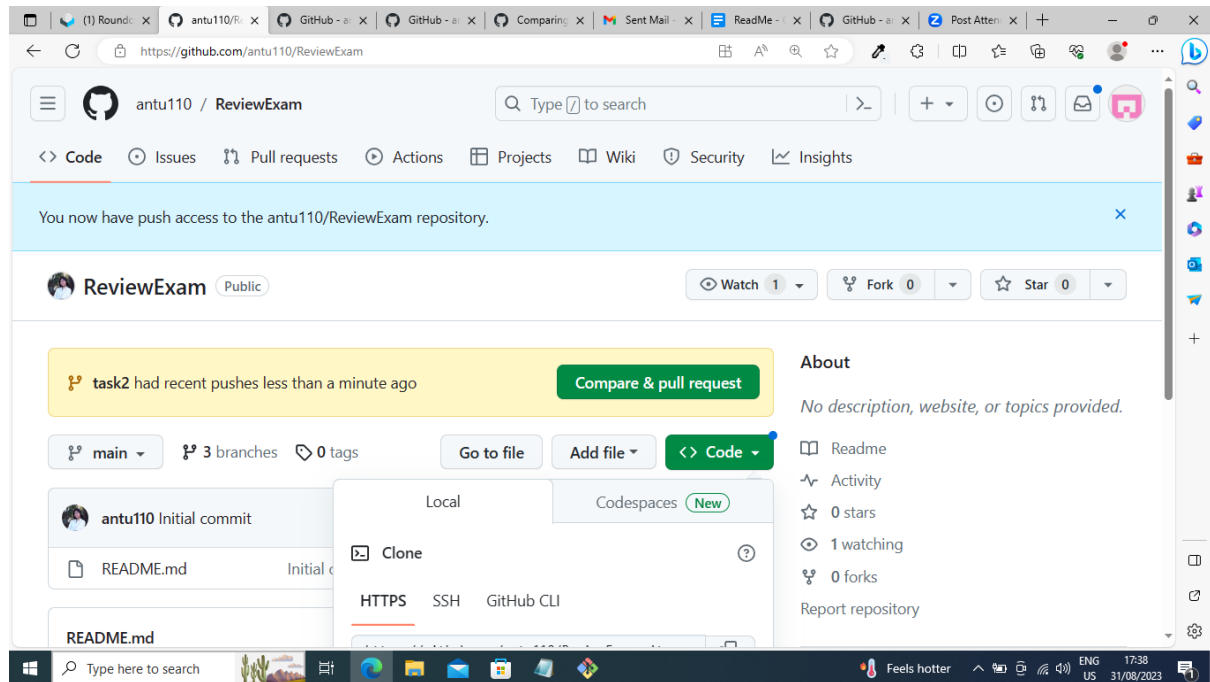 (1) Roundc
antu110/Re
GitHub - a
GitHub - a
Comparing
Sent Mail -
ReadMe - (
GitHub - a
Post Atten
https://github.com/antu110/ReviewExam
antu110 / ReviewExam
Type / to search
Code Issues Pull requests Actions Projects Wiki Security Insights
You now have push access to the antu110/ReviewExam repository.
ReviewExam Public
Watch 1 Fork 0 Star 0
task2 had recent pushes less than a minute ago
Compare & pull request
main 3 branches 0 tags
Go to file Add file <> Code
antu110 Initial commit
README.md Initial
README.md
Local Codespaces New
Clone
HTTPS SSH GitHub CLI
About
No description, website, or topics provided.
Readme
Activity
0 stars
1 watching
0 forks
Report repository
Type here to search
Feels hotter
ENG
US
17:38
31/08/2023